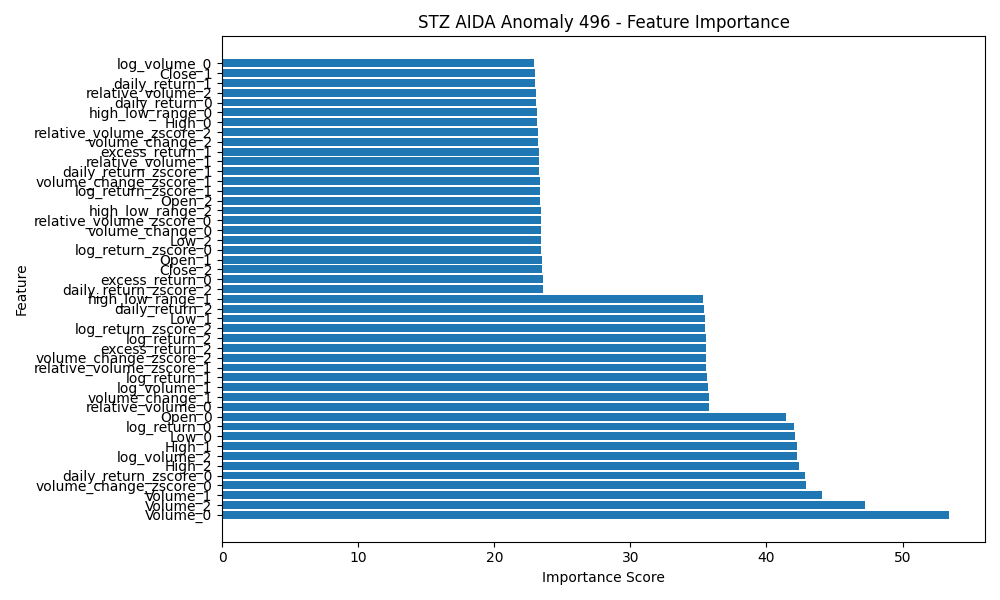 STZ AIDA Anomaly 496 - Feature Importance
log_volume_0
Close_1
daily_return_1
relative_volume_2
daily_return_0
high_low_range_0
High_0
relative_volume_zscore_2
volume_change_2
excess_return_1
relative_volume_1
daily_return_zscore_1
volume_change_zscore_1
log_return_zscore_1
Open_2
high_low_range_2
relative_volume_zscore_0
volume_change_0
Low_2
log_return_zscore_0
Open_1
Close_2
excess_return_0
daily_return_zscore_2
high_low_range_1
daily_return_2
Low_1
log_return_zscore_2
log_return_2
excess_return_2
volume_change_zscore_2
relative_volume_zscore_1
log_return_1
log_volume_1
volume_change_1
relative_volume_0
Open_0
log_return_0
Low_0
High_1
log_volume_2
High_2
daily_return_zscore_0
volume_change_zscore_0
Volume_1
Volume_2
Volume_0
Feature
0 10 20 30 40 50
Importance Score